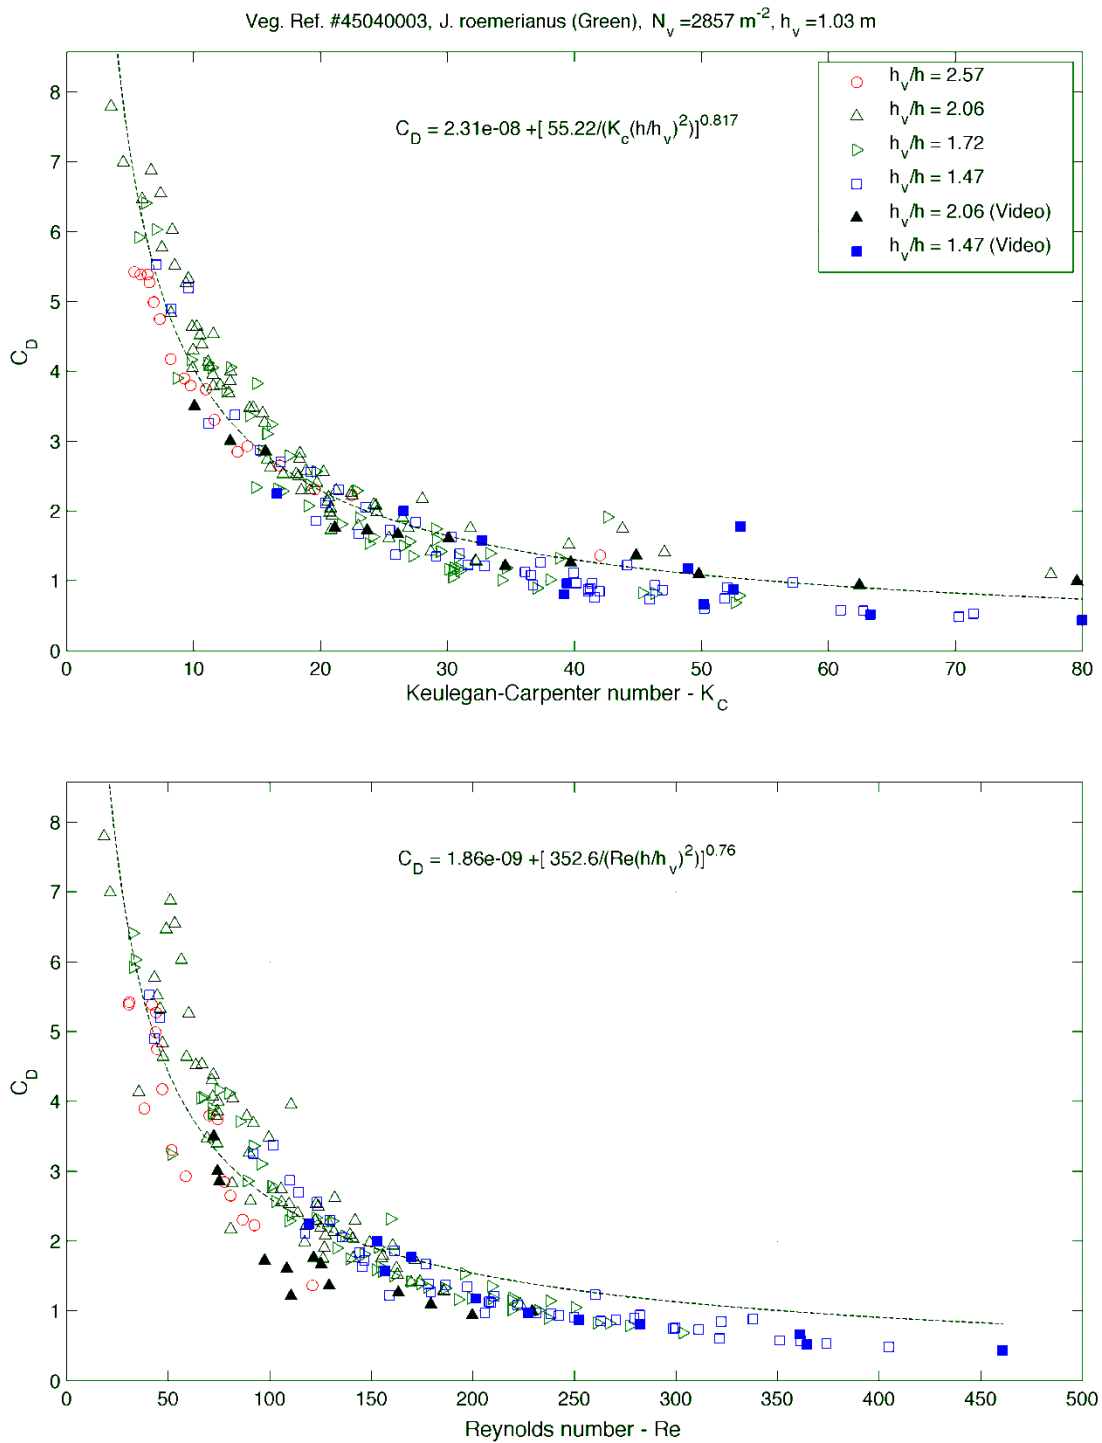 Veg. Ref. #45040003, J. roemerianus (Green), N_v =2857 m^-2, h_v =1.03 m
8
7
6
5
4
3
2
1
0
C_D
C_D = 2.31e-08 +[ 55.22/(K_c(h/h_v)^2)]^0.817
h_v/h = 2.57
h_v/h = 2.06
h_v/h = 1.72
h_v/h = 1.47
h_v/h = 2.06 (Video)
h_v/h = 1.47 (Video)
0 10 20 30 40 50 60 70 80
Keulegan-Carpenter number - K_C
8
7
6
5
4
3
2
1
0
C_D
C_D = 1.86e-09 +[ 352.6/(Re(h/h_v)^2)]^0.76
0 50 100 150 200 250 300 350 400 450 500
Reynolds number - Re